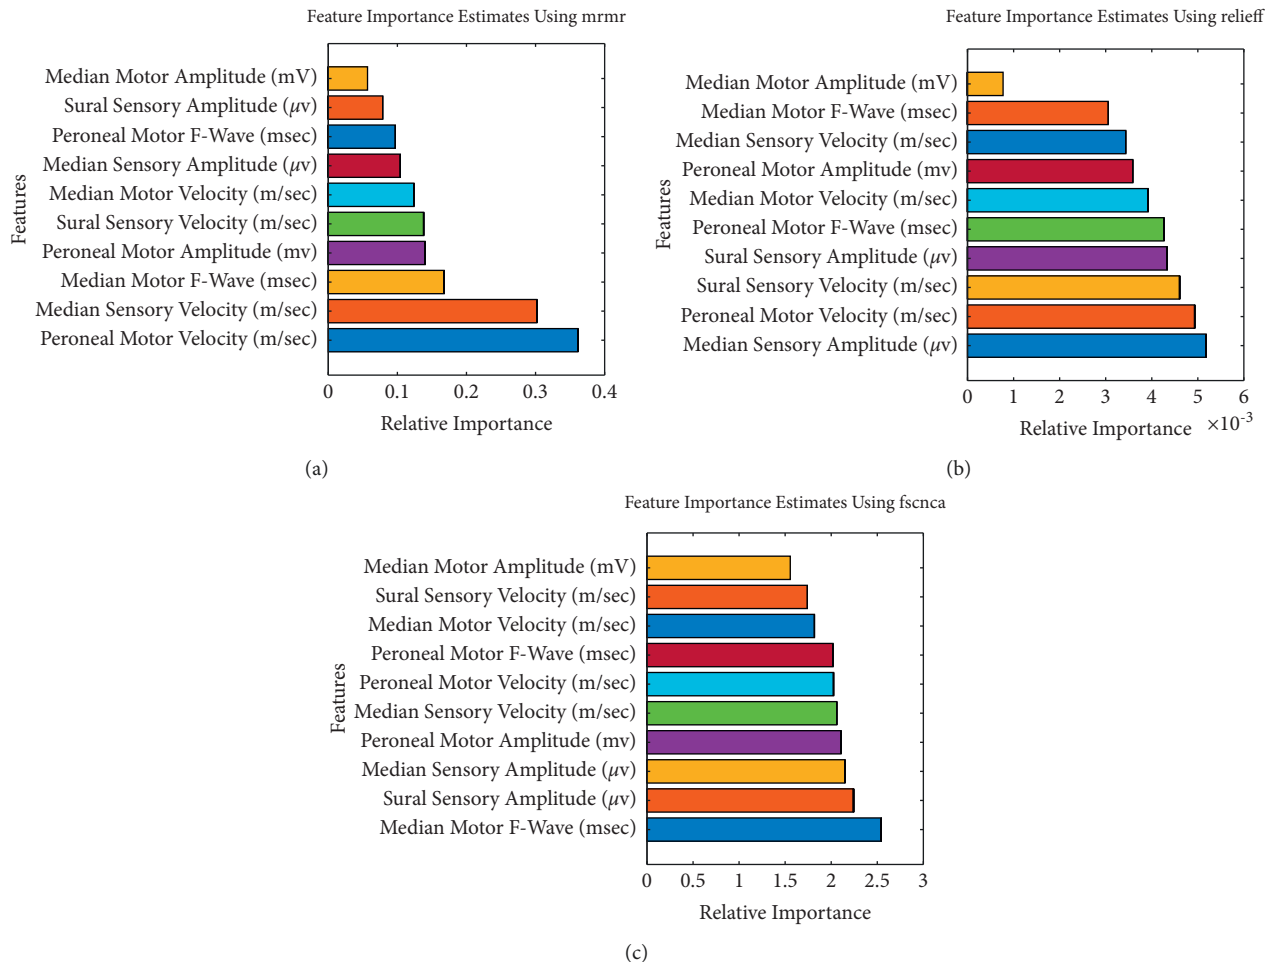 Feature Importance Estimates Using mrmr
Features
Median Motor Amplitude (mV)
Sural Sensory Amplitude (μv)
Peroneal Motor F-Wave (msec)
Median Sensory Amplitude (μv)
Median Motor Velocity (m/sec)
Sural Sensory Velocity (m/sec)
Peroneal Motor Amplitude (mv)
Median Motor F-Wave (msec)
Median Sensory Velocity (m/sec)
Peroneal Motor Velocity (m/sec)
0 0.1 0.2 0.3 0.4
Relative Importance
(a)
Feature Importance Estimates Using relieff
Features
Median Motor Amplitude (mV)
Median Motor F-Wave (msec)
Median Sensory Velocity (m/sec)
Peroneal Motor Amplitude (mv)
Median Motor Velocity (m/sec)
Peroneal Motor F-Wave (msec)
Sural Sensory Amplitude (μv)
Sural Sensory Velocity (m/sec)
Peroneal Motor Velocity (m/sec)
Median Sensory Amplitude (μv)
0 1 2 3 4 5 6
Relative Importance ×10⁻³
(b)
Feature Importance Estimates Using fscnca
Features
Median Motor Amplitude (mV)
Sural Sensory Velocity (m/sec)
Median Motor Velocity (m/sec)
Peroneal Motor F-Wave (msec)
Peroneal Motor Velocity (m/sec)
Median Sensory Velocity (m/sec)
Peroneal Motor Amplitude (mv)
Median Sensory Amplitude (μv)
Sural Sensory Amplitude (μv)
Median Motor F-Wave (msec)
0 0.5 1 1.5 2 2.5 3
Relative Importance
(c)